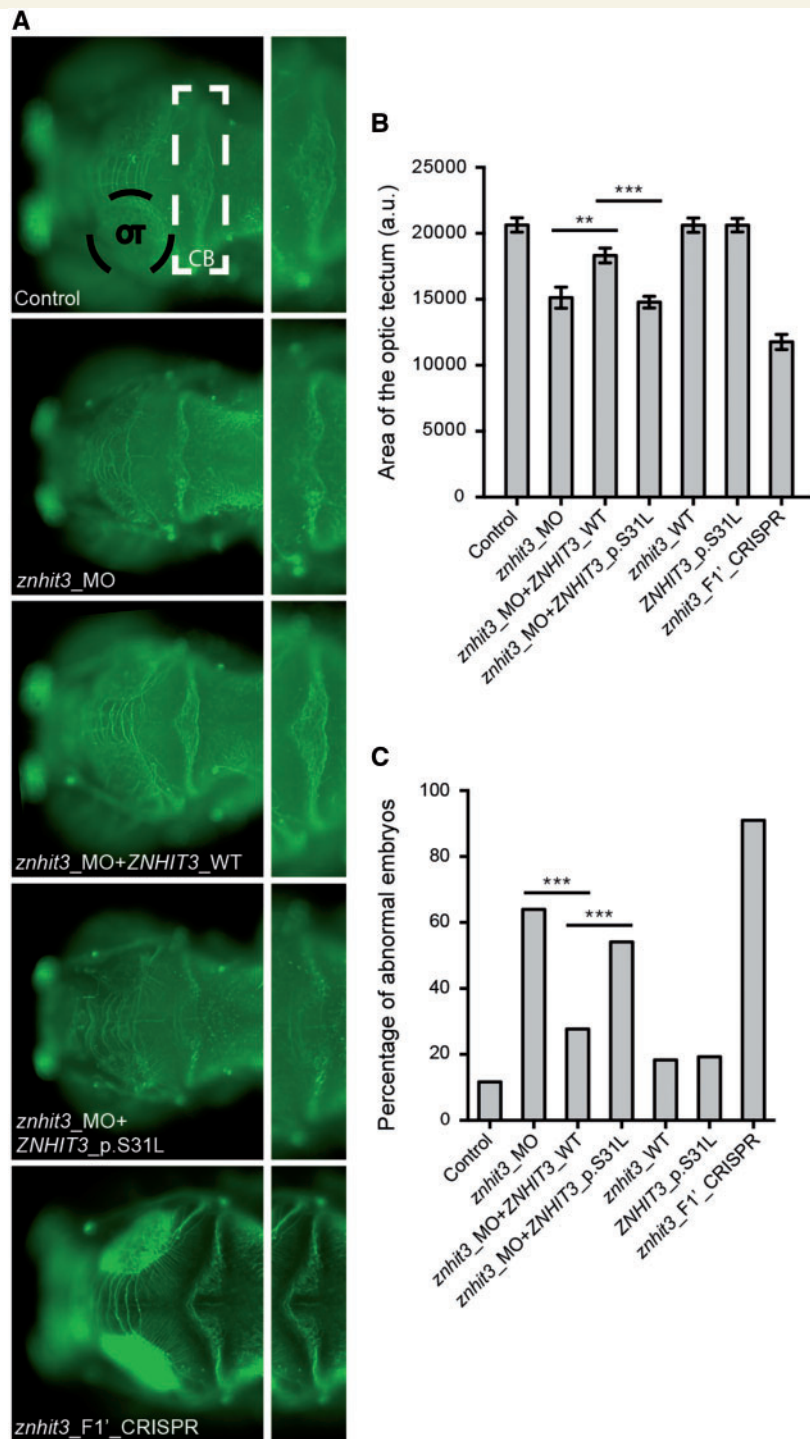 A
OT
CB
Control
znhit3_MO
znhit3_MO+ZNHIT3_WT
znhit3_MO+
ZNHIT3_p.S31L
znhit3_F1'_CRISPR
B
Area of the optic tectum (a.u.)
25000
20000
15000
10000
5000
0
**
***
Control
znhit3_MO
znhit3_MO+ZNHIT3_WT
znhit3_MO+ZNHIT3_p.S31L
znhit3_WT
ZNHIT3_p.S31L
znhit3_F1'_CRISPR
C
Percentage of abnormal embryos
100
80
60
40
20
0
***
***
Control
znhit3_MO
znhit3_MO+ZNHIT3_WT
znhit3_MO+ZNHIT3_p.S31L
znhit3_WT
ZNHIT3_p.S31L
znhit3_F1'_CRISPR